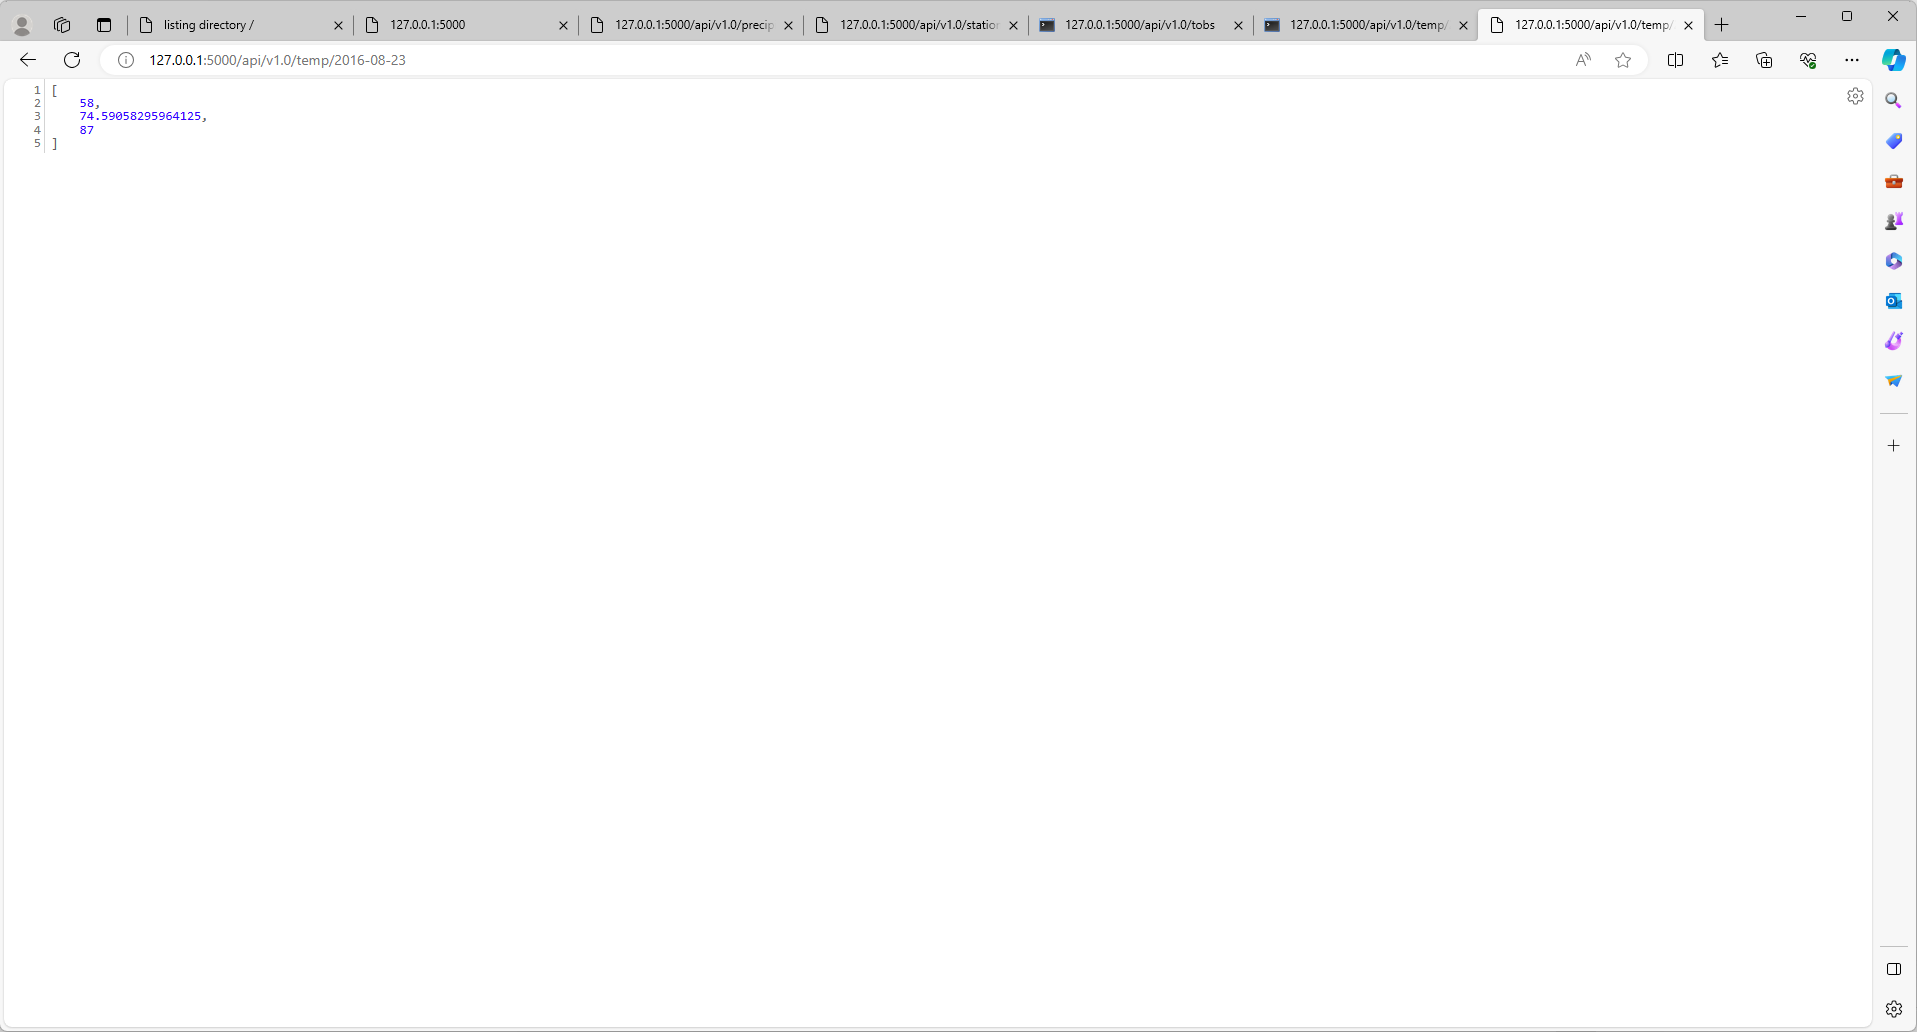 listing directory /
127.0.0.1:5000
127.0.0.1:5000/api/v1.0/precip
127.0.0.1:5000/api/v1.0/station
127.0.0.1:5000/api/v1.0/tobs
127.0.0.1:5000/api/v1.0/temp/
127.0.0.1:5000/api/v1.0/temp/
127.0.0.1:5000/api/v1.0/temp/2016-08-23
1 [
2 58,
3 74.59058295964125,
4 87
5 ]